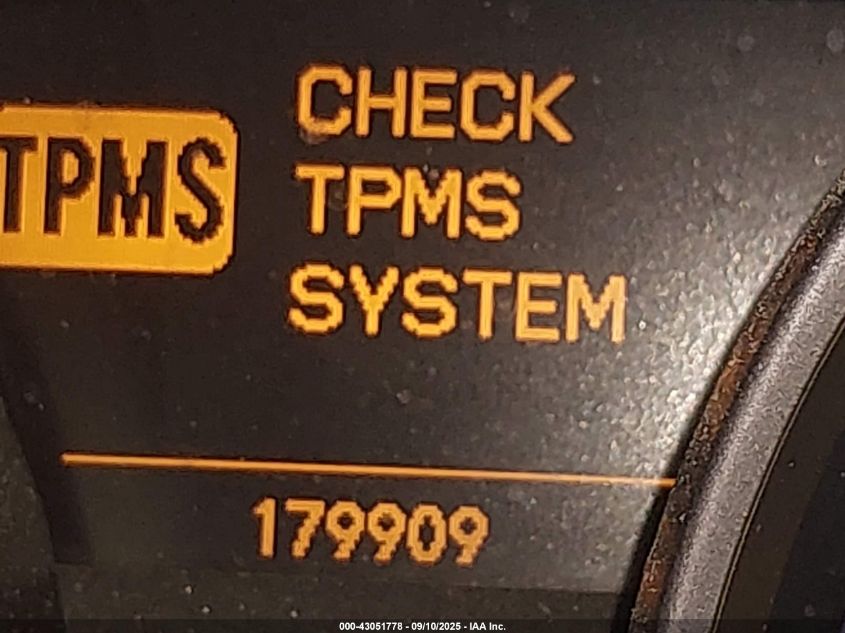 TPMS
CHECK
TPMS
SYSTEM
179909
000-43051778 - 09/10/2025 - IAA Inc.